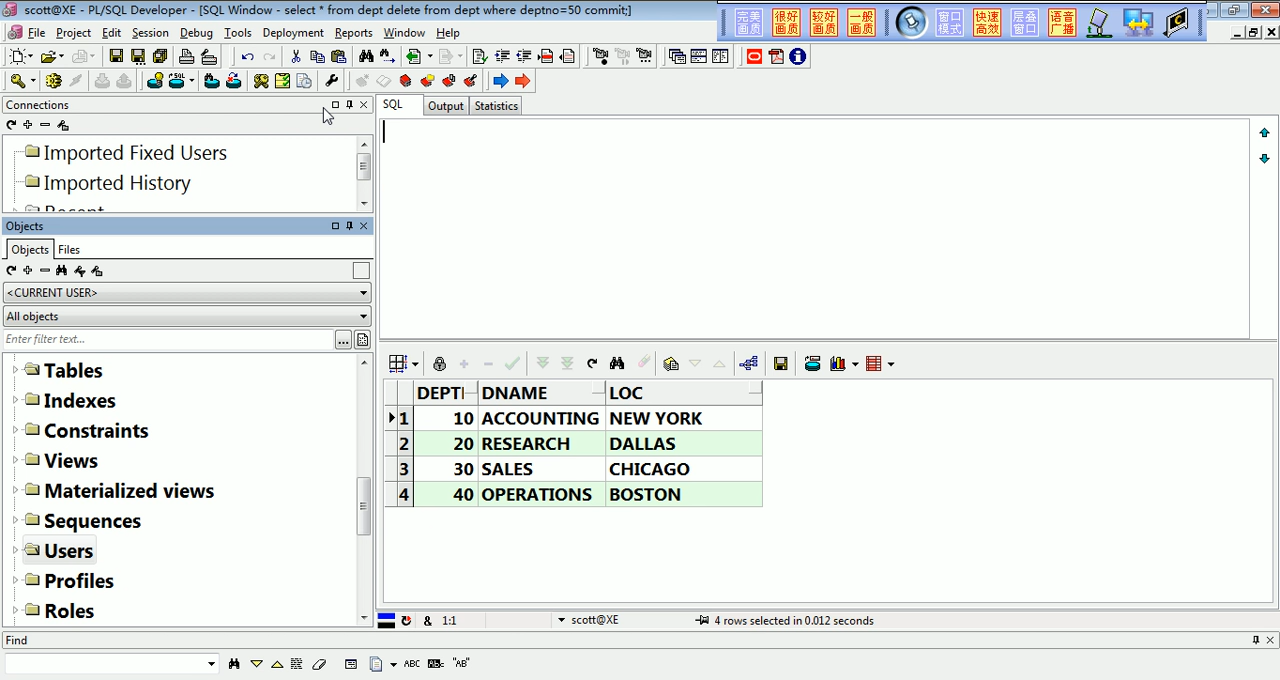 scott@XE - PL/SQL Developer - [SQL Window - select * from dept delete from dept where deptno=50 commit;]
完美画质 很好画质 较好画质 一般画质 窗口模式 快速高效 层叠窗口 语音广播
File Project Edit Session Debug Tools Deployment Reports Window Help
Connections
SQL Output Statistics
Imported Fixed Users
Imported History
Recent
Objects
Objects Files
<CURRENT USER>
All objects
Enter filter text...
Tables
Indexes
Constraints
Views
Materialized views
Sequences
Users
Profiles
Roles
DEPT DNAME LOC
1 10 ACCOUNTING NEW YORK
2 20 RESEARCH DALLAS
3 30 SALES CHICAGO
4 40 OPERATIONS BOSTON
& 1:1 scott@XE 4 rows selected in 0.012 seconds
Find
ABC "AB"